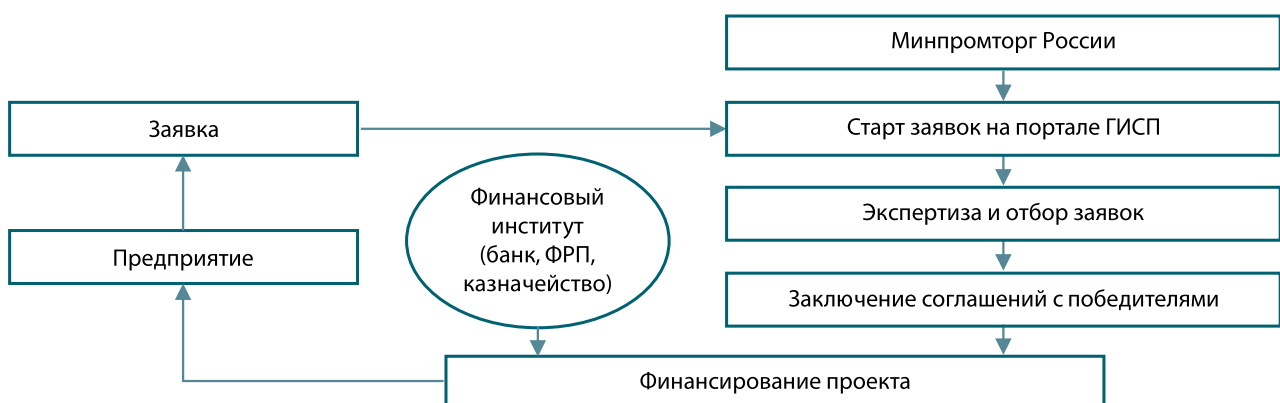 Минпромторг России
Заявка
Старт заявок на портале ГИСП
Финансовый
институт
(банк, ФРП,
казначейство)
Экспертиза и отбор заявок
Предприятие
Заключение соглашений с победителями
Финансирование проекта